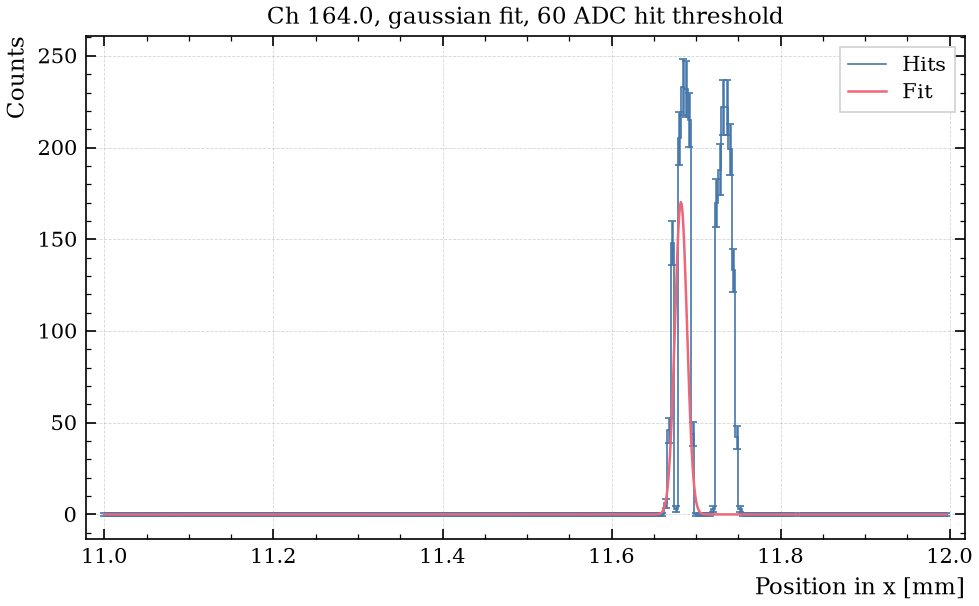 Ch 164.0, gaussian fit, 60 ADC hit threshold
Counts
250
200
150
100
50
0
Hits
Fit
11.0 11.2 11.4 11.6 11.8 12.0
Position in x [mm]